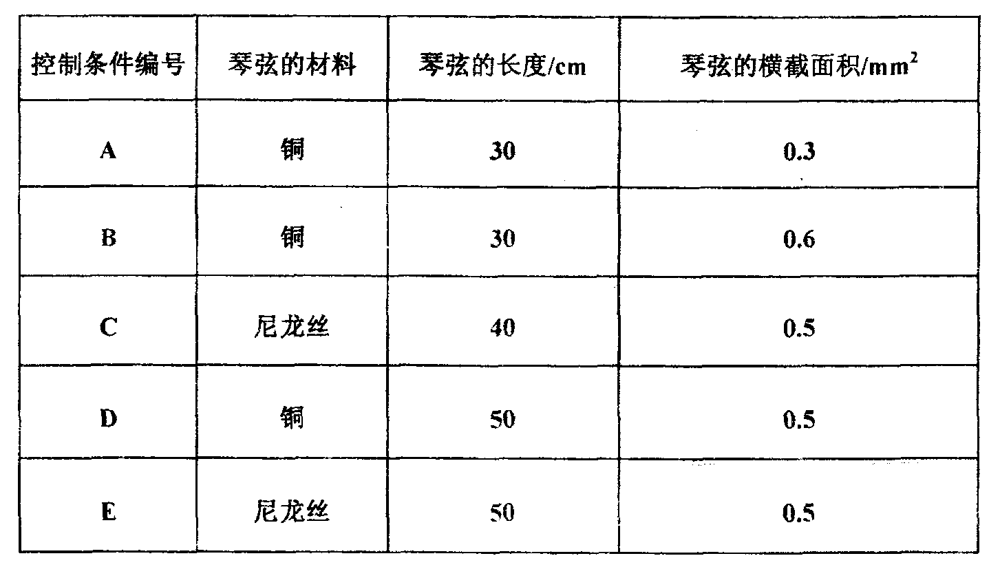 控制条件编号 琴弦的材料 琴弦的长度/cm 琴弦的横截面积/mm²
A 铜 30 0.3
B 铜 30 0.6
C 尼龙丝 40 0.5
D 铜 50 0.5
E 尼龙丝 50 0.5